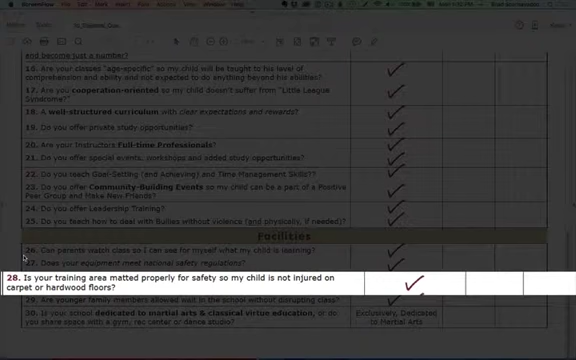 and become just a number?
16. Are your classes "age-specific" so my child will be taught to his level of
comprehension and ability and not expected to do anything beyond his abilities?
17. Are you cooperation-oriented so my child doesn't suffer from "Little League
Syndrome?"
18. A well-structured curriculum with clear expectations and rewards?
19. Do you offer private study opportunities?
20. Are your Instructors Full-time Professionals?
21. Do you offer special events, workshops and added study opportunities?
22. Do you teach Goal-Setting (and Achieving) and Time Management Skills??
23. Do you offer Community-Building Events so my child can be a part of a Positive
Peer Group and Make New Friends?
24. Do you offer Leadership Training?
25. Do you teach how to deal with Bullies without violence (and physically, if needed)?
Facilities
26. Can parents watch class so I can see for myself what my child is learning?
27. Does your equipment meet national safety regulations?
28. Is your training area matted properly for safety so my child is not injured on
carpet or hardwood floors?
29. Are younger family members allowed wait in the school without disrupting class?
30. Is your school dedicated to martial arts & classical virtue education, or do
you share space with a gym, rec center or dance studio?
Exclusively, Dedicated
to Martial Arts